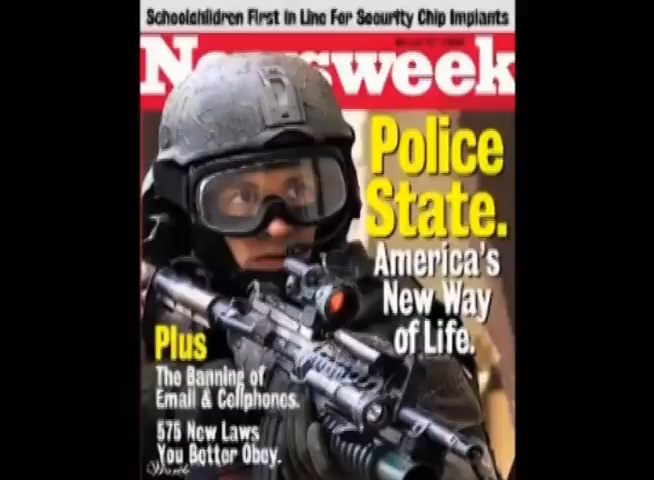 Schoolchildren First In Line For Security Chip Implants
Newsweek
Police
State.
America's
New Way
of Life.
Plus
The Banning of
Email & Cellphones.
575 New Laws
You Better Obey.